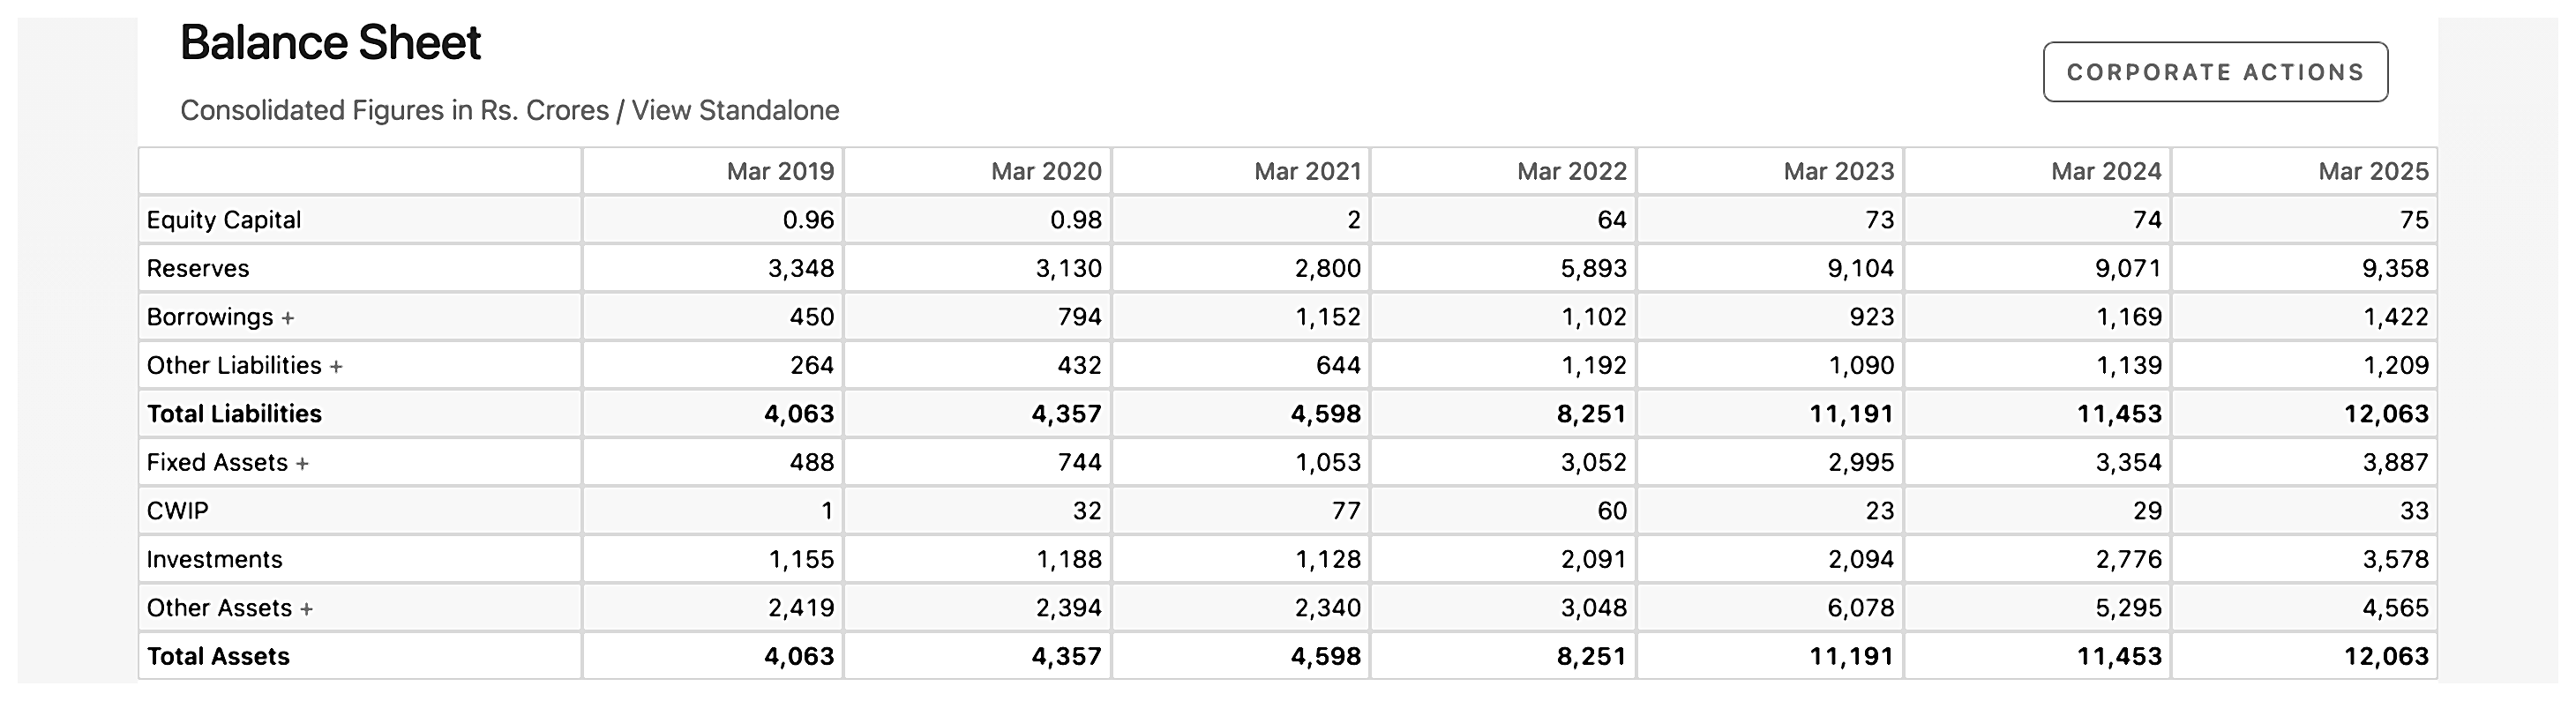 Balance Sheet
CORPORATE ACTIONS
Consolidated Figures in Rs. Crores / View Standalone
Mar 2019 Mar 2020 Mar 2021 Mar 2022 Mar 2023 Mar 2024 Mar 2025
Equity Capital 0.96 0.98 2 64 73 74 75
Reserves 3,348 3,130 2,800 5,893 9,104 9,071 9,358
Borrowings + 450 794 1,152 1,102 923 1,169 1,422
Other Liabilities + 264 432 644 1,192 1,090 1,139 1,209
Total Liabilities 4,063 4,357 4,598 8,251 11,191 11,453 12,063
Fixed Assets + 488 744 1,053 3,052 2,995 3,354 3,887
CWIP 1 32 77 60 23 29 33
Investments 1,155 1,188 1,128 2,091 2,094 2,776 3,578
Other Assets + 2,419 2,394 2,340 3,048 6,078 5,295 4,565
Total Assets 4,063 4,357 4,598 8,251 11,191 11,453 12,063